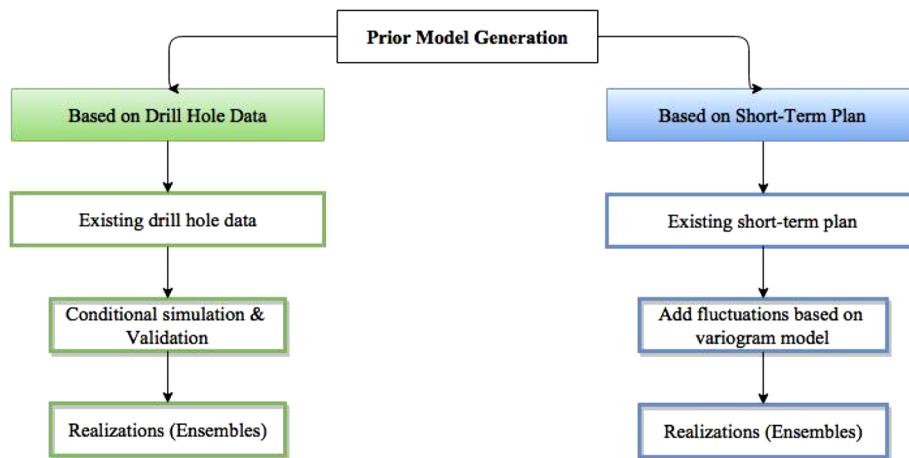 Prior Model Generation
Based on Drill Hole Data
Existing drill hole data
Conditional simulation &
Validation
Realizations (Ensembles)
Based on Short-Term Plan
Existing short-term plan
Add fluctuations based on
variogram model
Realizations (Ensembles)